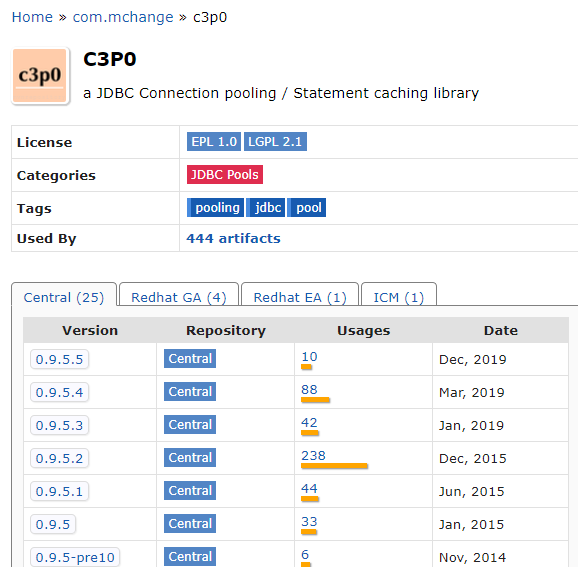 Home » com.mchange » c3p0
c3p0
C3P0
a JDBC Connection pooling / Statement caching library
License EPL 1.0 LGPL 2.1
Categories JDBC Pools
Tags pooling jdbc pool
Used By 444 artifacts
Central (25) Redhat GA (4) Redhat EA (1) ICM (1)
Version Repository Usages Date
0.9.5.5 Central 10 Dec, 2019
0.9.5.4 Central 88 Mar, 2019
0.9.5.3 Central 42 Jan, 2019
0.9.5.2 Central 238 Dec, 2015
0.9.5.1 Central 44 Jun, 2015
0.9.5 Central 33 Jan, 2015
0.9.5-pre10 Central 6 Nov, 2014